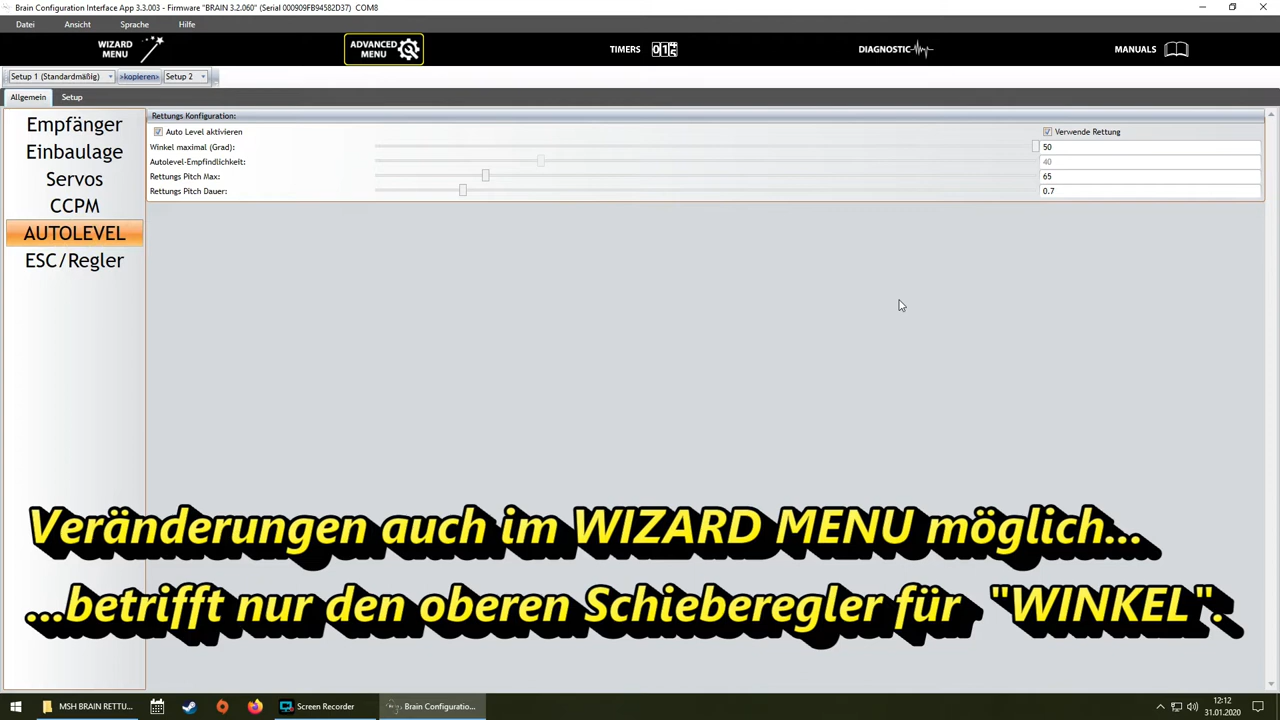 Brain Configuration Interface App 3.3.003 - Firmware "BRAIN 3.2.060" (Serial 000909FB94582D37) COM8
Datei Ansicht Sprache Hilfe
WIZARD MENU
ADVANCED MENU
TIMERS
DIAGNOSTIC
MANUALS
Setup 1 (Standardmäßig) >kopieren> Setup 2
Allgemein Setup
Empfänger
Einbaulage
Servos
CCPM
AUTOLEVEL
ESC/Regler
Rettungs Konfiguration:
Auto Level aktivieren Verwende Rettung
Winkel maximal (Grad): 50
Autolevel-Empfindlichkeit: 40
Rettungs Pitch Max: 65
Rettungs Pitch Dauer: 0.7
Veränderungen auch im WIZARD MENU möglich...
...betrifft nur den oberen Schieberegler für "WINKEL".
MSH BRAIN RETTU... Screen Recorder Brain Configuratio...
12:12
31.01.2020